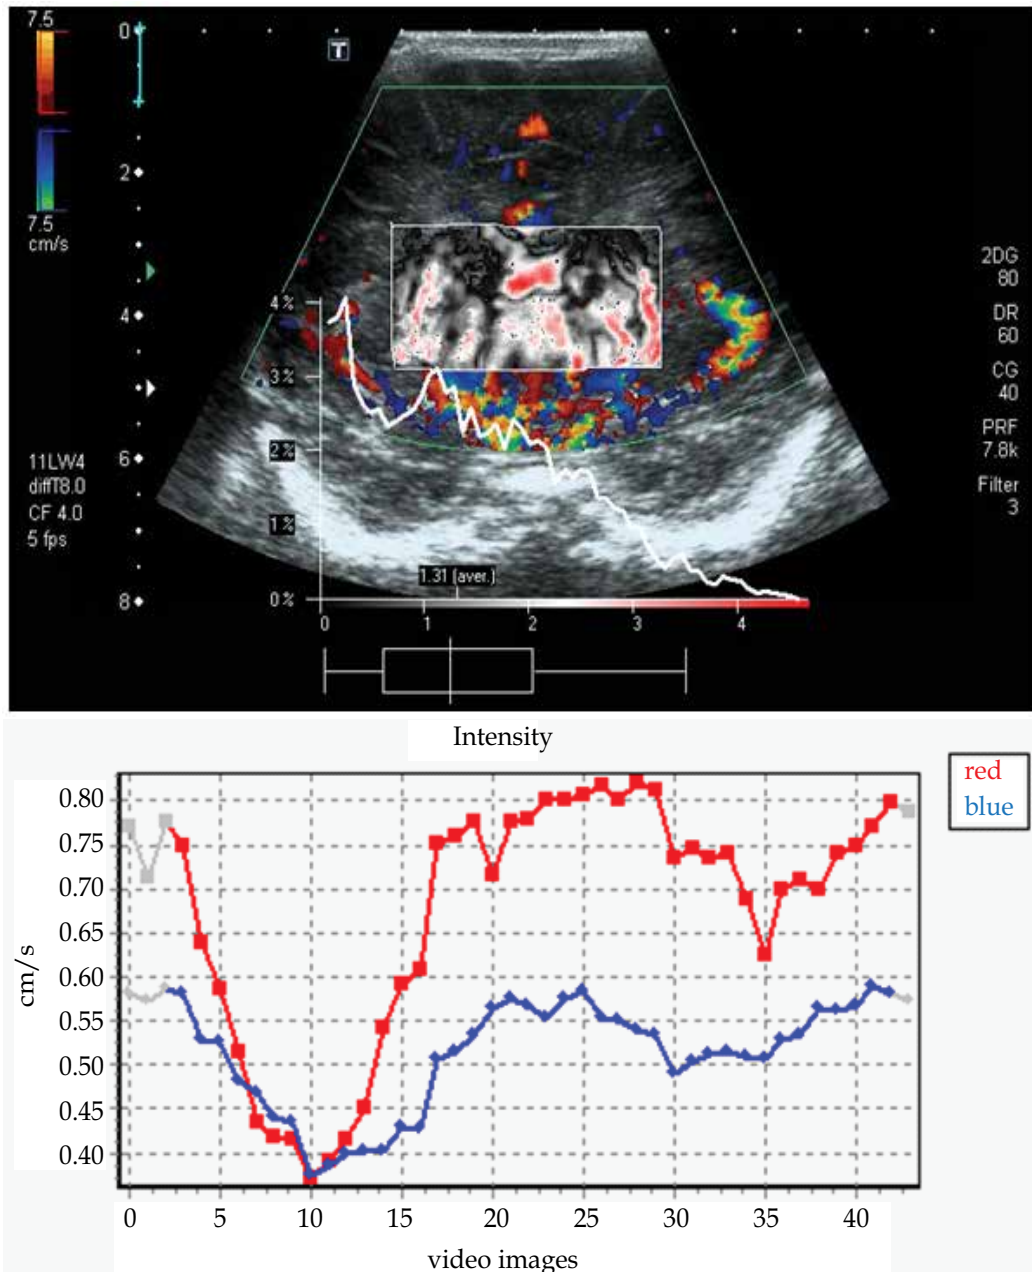 7.5
7.5
cm/s
T
0
2
4
6
8
11LW4
diffT8.0
CF 4.0
5 fps
2DG
80
DR
60
CG
40
PRF
7.8k
Filter
3
4%
3%
2%
1%
0%
1.31 (aver.)
0 1 2 3 4
Intensity
red
blue
cm/s
0.80
0.75
0.70
0.65
0.60
0.55
0.50
0.45
0.40
0 5 10 15 20 25 30 35 40
video images